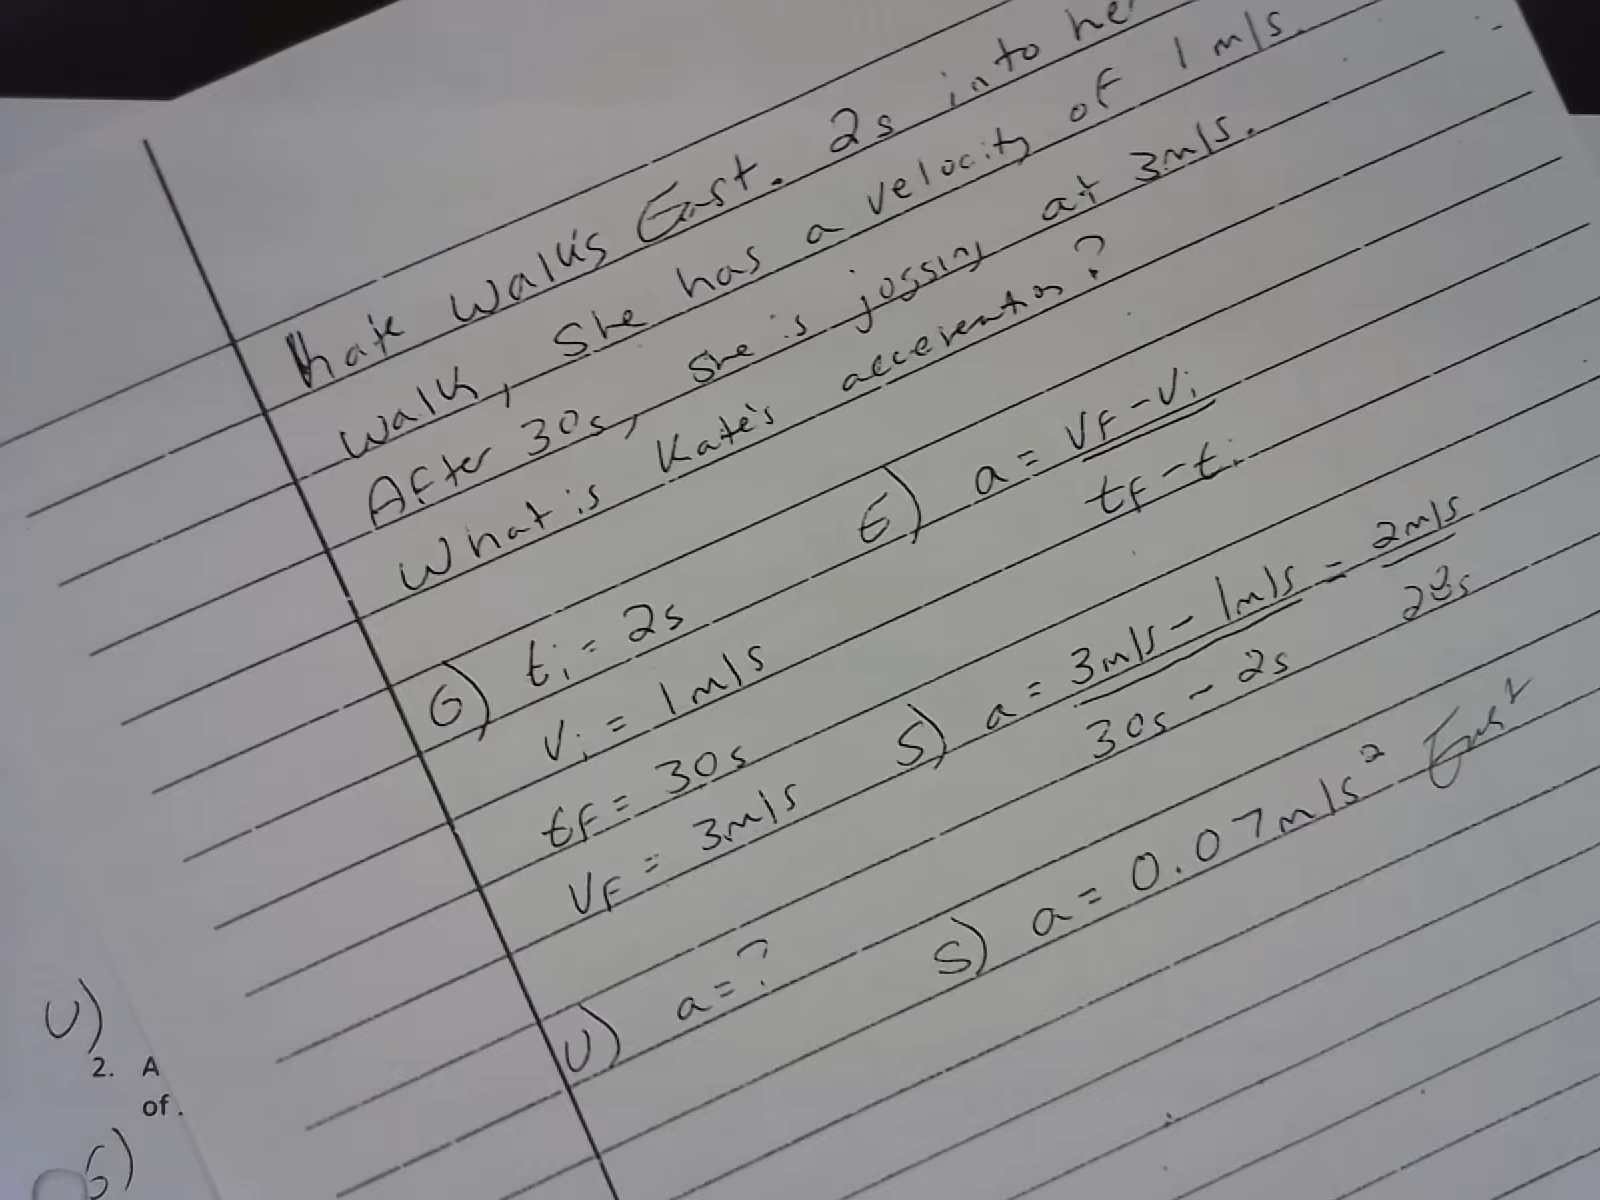 Kate walks East. 2s into he
walk, she has a velocity of 1 m/s.
After 30s, she is jogging at 3m/s.
What is Kate's acceleration?
G) ti = 2s
vi = 1m/s
tF = 30s
VF = 3m/s
U) a = ?
E) a = VF - Vi
tF - ti
S) a = 3m/s - 1m/s = 2m/s
30s - 2s 28s
S) a = 0.07m/s² East
U)
2. A
of
G)